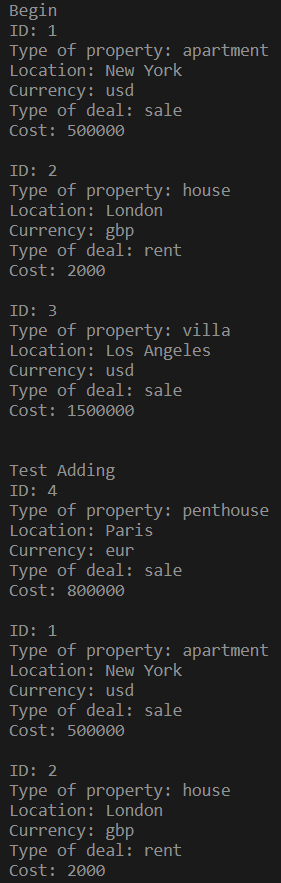 Begin
ID: 1
Type of property: apartment
Location: New York
Currency: usd
Type of deal: sale
Cost: 500000

ID: 2
Type of property: house
Location: London
Currency: gbp
Type of deal: rent
Cost: 2000

ID: 3
Type of property: villa
Location: Los Angeles
Currency: usd
Type of deal: sale
Cost: 1500000


Test Adding
ID: 4
Type of property: penthouse
Location: Paris
Currency: eur
Type of deal: sale
Cost: 800000

ID: 1
Type of property: apartment
Location: New York
Currency: usd
Type of deal: sale
Cost: 500000

ID: 2
Type of property: house
Location: London
Currency: gbp
Type of deal: rent
Cost: 2000